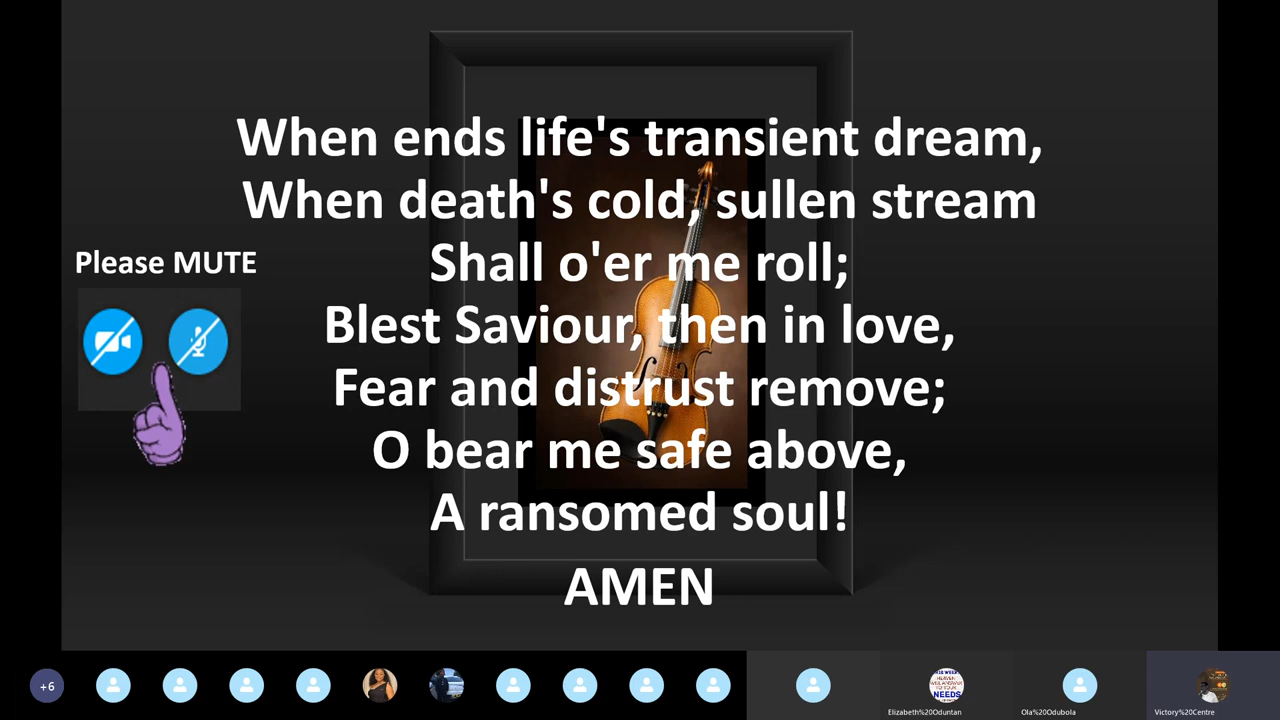 When ends life's transient dream,
When death's cold, sullen stream
Shall o'er me roll;
Please MUTE
Blest Saviour, then in love,
Fear and distrust remove;
O bear me safe above,
A ransomed soul!
AMEN
+6
NEEDS
Elizabeth%20Oduntan
Ola%20Odubola
Victory%20Centre